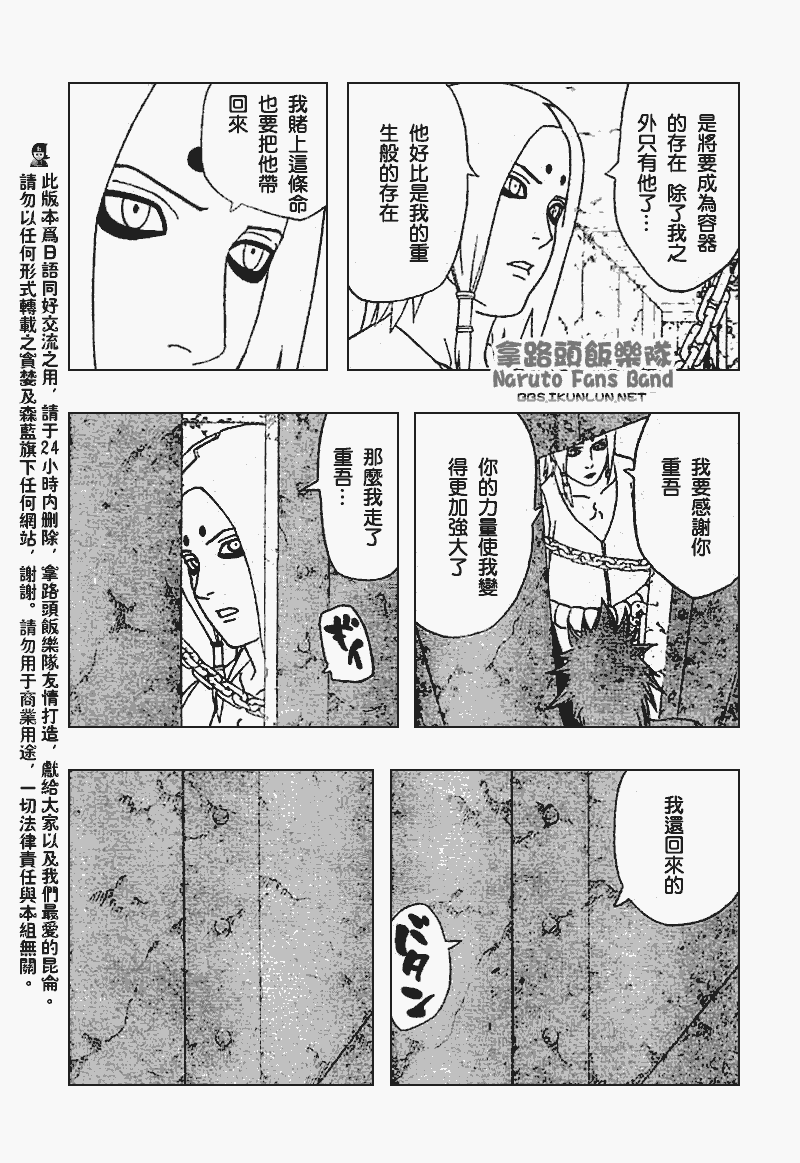 是將要成為容器
的存在 除了我之
外只有他了…
他好比是我的重
生般的存在
我賭上這條命
也要把他帶
回來
拿路頭飯樂隊
Naruto Fans Band
BBS.IKUNLUN.NET
我要感謝你
重吾
你的力量使我變
得更加強大了
那麼我走了
重吾…
ギイ
我還回來的
バタン
此版本爲日語同好交流之用，請于24小時内删除，拿路頭飯樂隊友情打造，獻給大家以及我們最愛的昆侖。
請勿以任何形式轉載之貪婪及森藍旗下任何網站，謝謝。請勿用于商業用途，一切法律責任與本組無關。